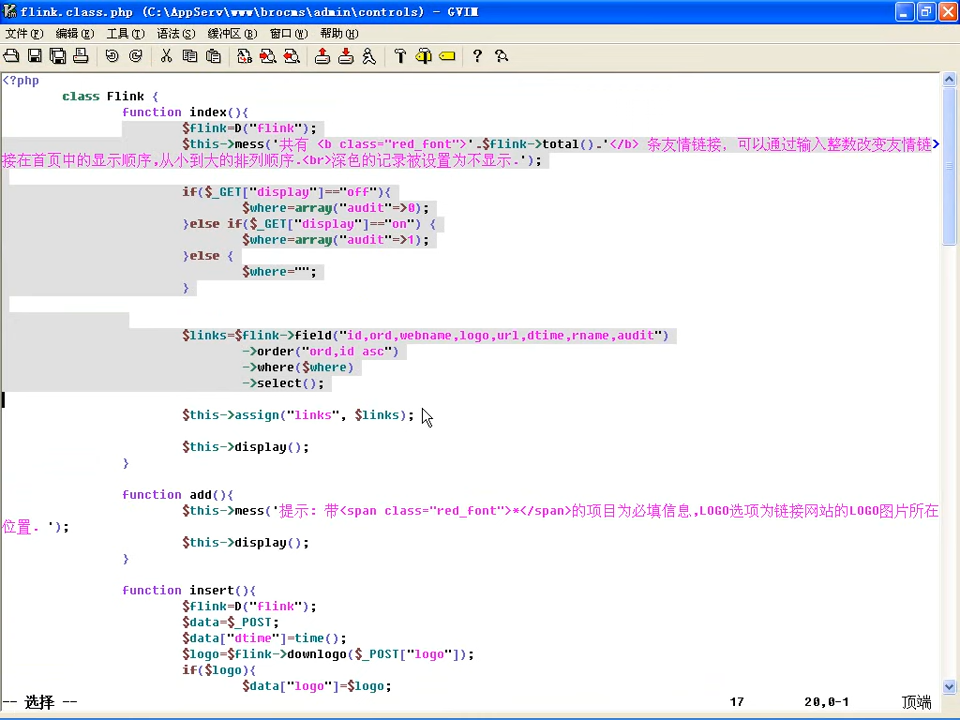 flink.class.php (C:\AppServ\www\brocms\admin\controls) - GVIM
文件(F) 编辑(E) 工具(T) 语法(S) 缓冲区(B) 窗口(W) 帮助(H)
<?php
class Flink {
function index(){
$flink=D("flink");
$this->mess('共有 <b class="red_font">'.$flink->total().'</b> 条友情链接, 可以通过输入整数改变友情链
接在首页中的显示顺序,从小到大的排列顺序.<br>深色的记录被设置为不显示.');
if($_GET["display"]=="off"){
$where=array("audit"=>0);
}else if($_GET["display"]=="on") {
$where=array("audit"=>1);
}else {
$where="";
}
$links=$flink->field("id,ord,webname,logo,url,dtime,rname,audit")
->order("ord,id asc")
->where($where)
->select();
$this->assign("links", $links);
$this->display();
}
function add(){
$this->mess('提示: 带<span class="red_font">*</span>的项目为必填信息,LOGO选项为链接网站的LOGO图片所在
位置. ');
$this->display();
}
function insert(){
$flink=D("flink");
$data=$_POST;
$data["dtime"]=time();
$logo=$flink->downlogo($_POST["logo"]);
if($logo){
$data["logo"]=$logo;
-- 选择 -- 17 20,0-1 顶端